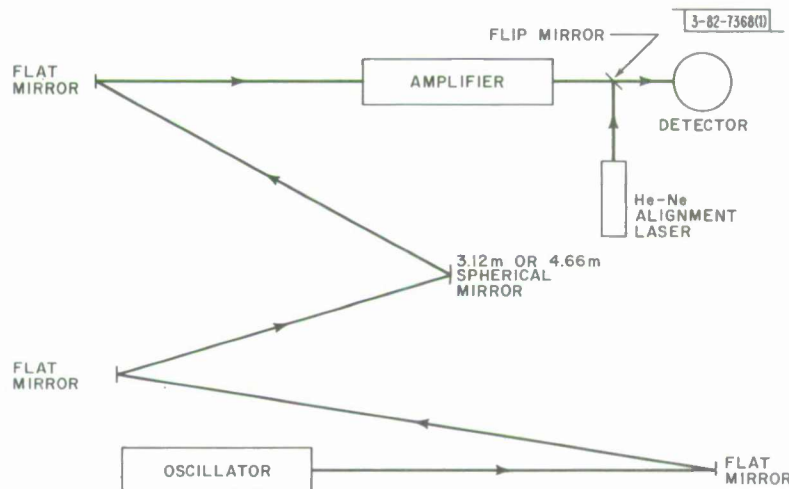 3-82-7368(1)
FLIP MIRROR
FLAT
MIRROR
AMPLIFIER
DETECTOR
He-Ne
ALIGNMENT
LASER
3.12m OR 4.66m
SPHERICAL
MIRROR
FLAT
MIRROR
OSCILLATOR
FLAT
MIRROR